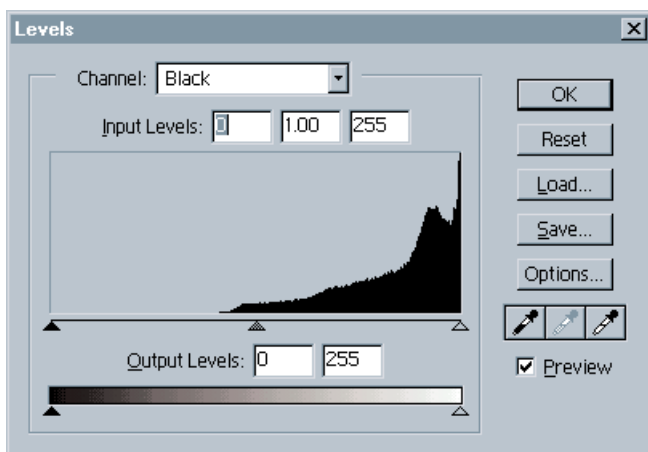 Levels
Channel: Black
Input Levels: 0 1.00 255
Output Levels: 0 255
OK
Reset
Load...
Save...
Options...
Preview